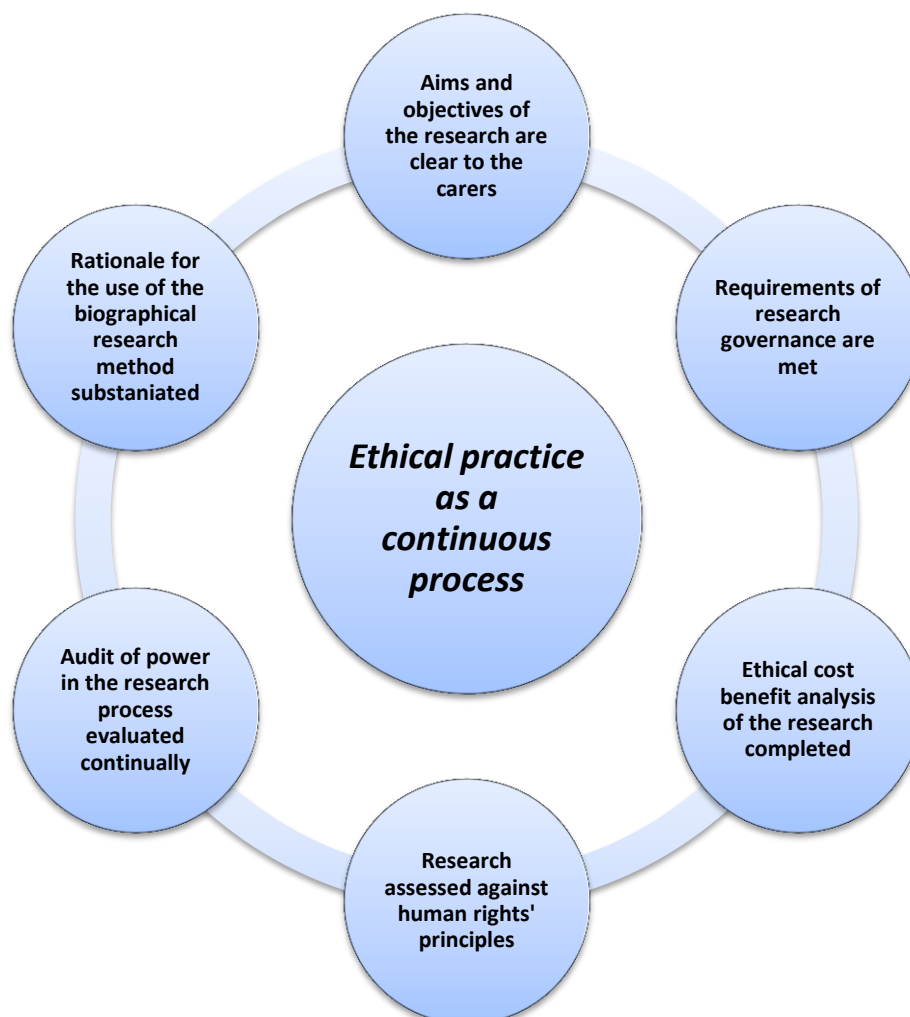 Aims and
objectives of
the research are
clear to the
carers
Requirements of
research
governance are
met
Ethical cost
benefit analysis
of the research
completed
Research
assessed against
human rights'
principles
Audit of power
in the research
process
evaluated
continually
Rationale for
the use of the
biographical
research
method
substaniated
Ethical practice
as a
continuous
process